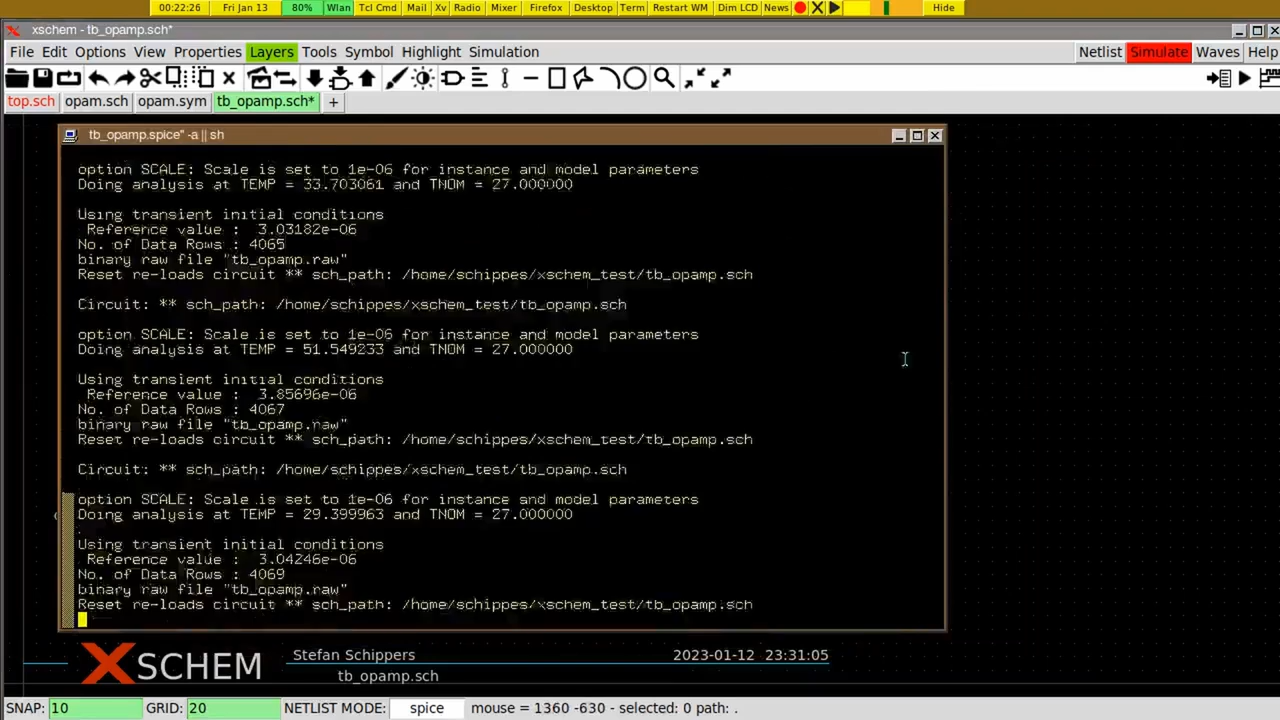 00:22:26 Fri Jan 13 80% Wlan Tcl Cmd Mail Xv Radio Mixer Firefox Desktop Term Restart WM Dim LCD News Hide
xschem - tb_opamp.sch*
File Edit Options View Properties Layers Tools Symbol Highlight Simulation Netlist Simulate Waves Help
top.sch opam.sch opam.sym tb_opamp.sch* +
tb_opamp.spice" -a || sh
option SCALE: Scale is set to 1e-06 for instance and model parameters
Doing analysis at TEMP = 33.703061 and TNOM = 27.000000
Using transient initial conditions
Reference value : 3.03182e-06
No. of Data Rows : 4065
binary raw file "tb_opamp.raw"
Reset re-loads circuit ** sch_path: /home/schippes/xschem_test/tb_opamp.sch
Circuit: ** sch_path: /home/schippes/xschem_test/tb_opamp.sch
option SCALE: Scale is set to 1e-06 for instance and model parameters
Doing analysis at TEMP = 51.549233 and TNOM = 27.000000
Using transient initial conditions
Reference value : 3.85696e-06
No. of Data Rows : 4067
binary raw file "tb_opamp.raw"
Reset re-loads circuit ** sch_path: /home/schippes/xschem_test/tb_opamp.sch
Circuit: ** sch_path: /home/schippes/xschem_test/tb_opamp.sch
option SCALE: Scale is set to 1e-06 for instance and model parameters
Doing analysis at TEMP = 29.399963 and TNOM = 27.000000
Using transient initial conditions
Reference value : 3.04246e-06
No. of Data Rows : 4069
binary raw file "tb_opamp.raw"
Reset re-loads circuit ** sch_path: /home/schippes/xschem_test/tb_opamp.sch
XSCHEM Stefan Schippers 2023-01-12 23:31:05
tb_opamp.sch
SNAP: 10 GRID: 20 NETLIST MODE: spice mouse = 1360 -630 - selected: 0 path: .